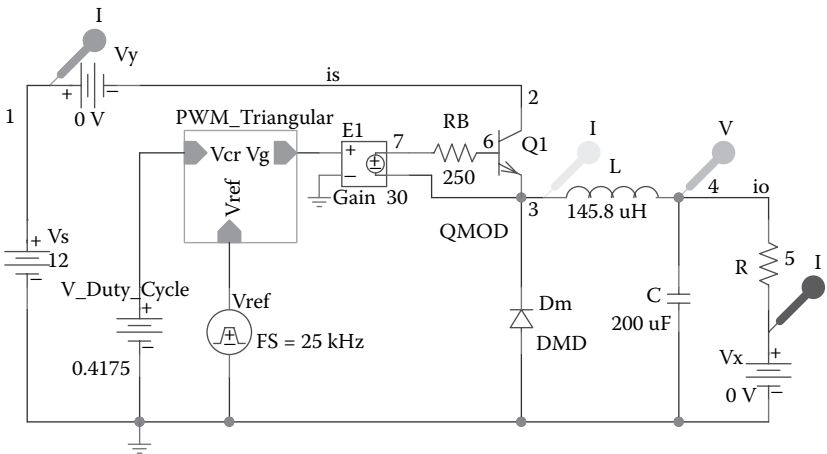 I
Vy
+ −
0 V
is
1
2
PWM_Triangular
Vcr Vg
Vref
E1
+
−
+
−
Gain 30
7
RB
250
6
Q1
I
L
145.8 uH
V
4
io
3
QMOD
+ Vs
12
−
V_Duty_Cycle
+
−
0.4175
Vref
+
−
FS = 25 kHz
Dm
DMD
C
200 uF
R
5
I
Vx
+
0 V
−